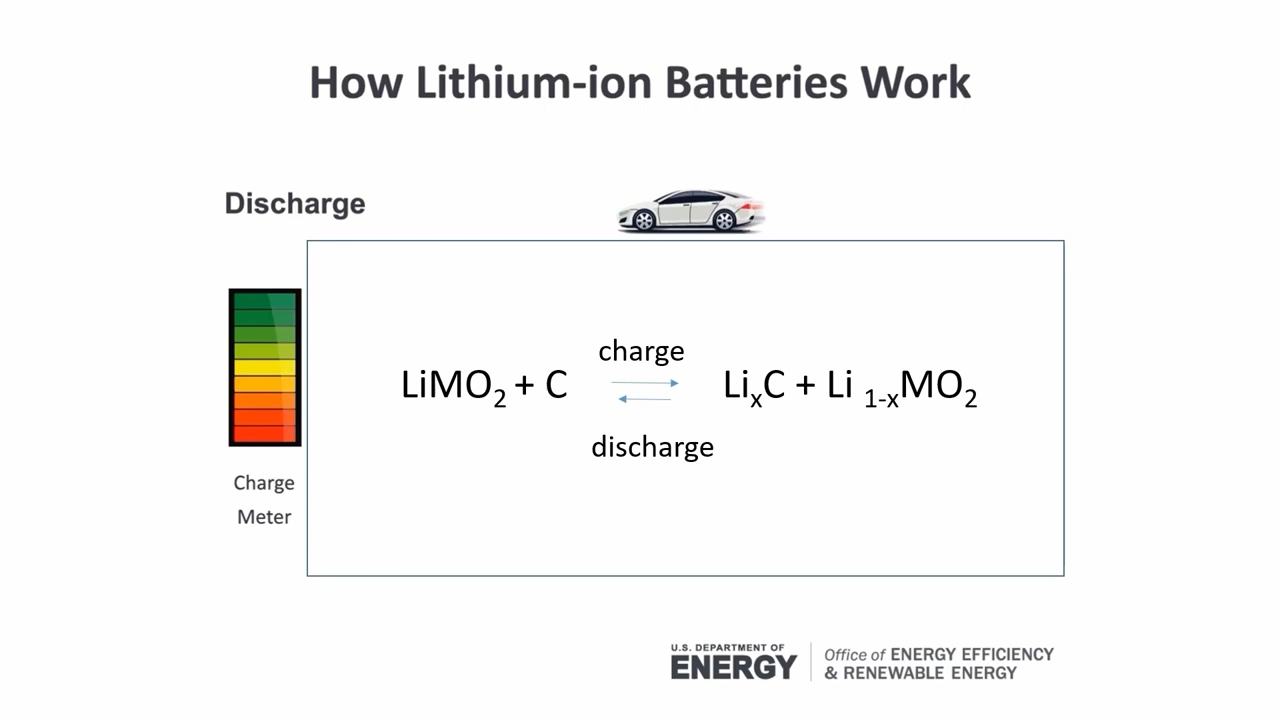 How Lithium-ion Batteries Work
Discharge
charge
LiMO₂ + C LiₓC + Li ₁₋ₓMO₂
discharge
Charge
Meter
U.S. DEPARTMENT OF
ENERGY
Office of ENERGY EFFICIENCY
& RENEWABLE ENERGY